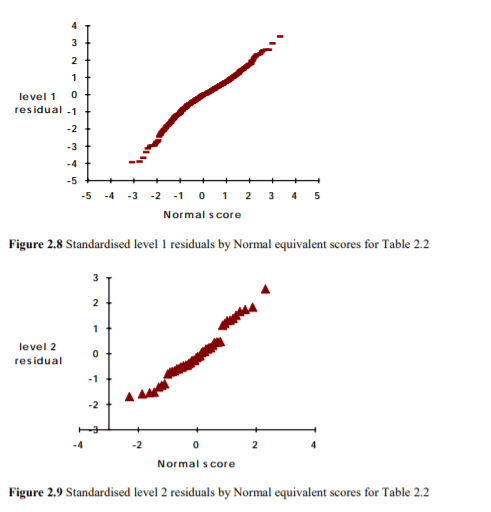 4
3
2
1
level 1 0
residual -1
-2
-3
-4
-5
-5 -4 -3 -2 -1 0 1 2 3 4 5
Normal score
Figure 2.8 Standardised level 1 residuals by Normal equivalent scores for Table 2.2
3
2
1
level 2
0
residual
-1
-2
-3
-4 -2 0 2 4
Normal score
Figure 2.9 Standardised level 2 residuals by Normal equivalent scores for Table 2.2